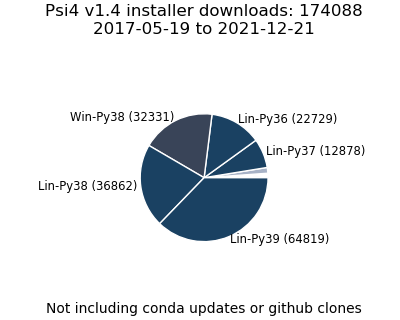 Psi4 v1.4 installer downloads: 174088
2017-05-19 to 2021-12-21
Win-Py38 (32331)
Lin-Py36 (22729)
Lin-Py37 (12878)
Lin-Py38 (36862)
Lin-Py39 (64819)
Not including conda updates or github clones